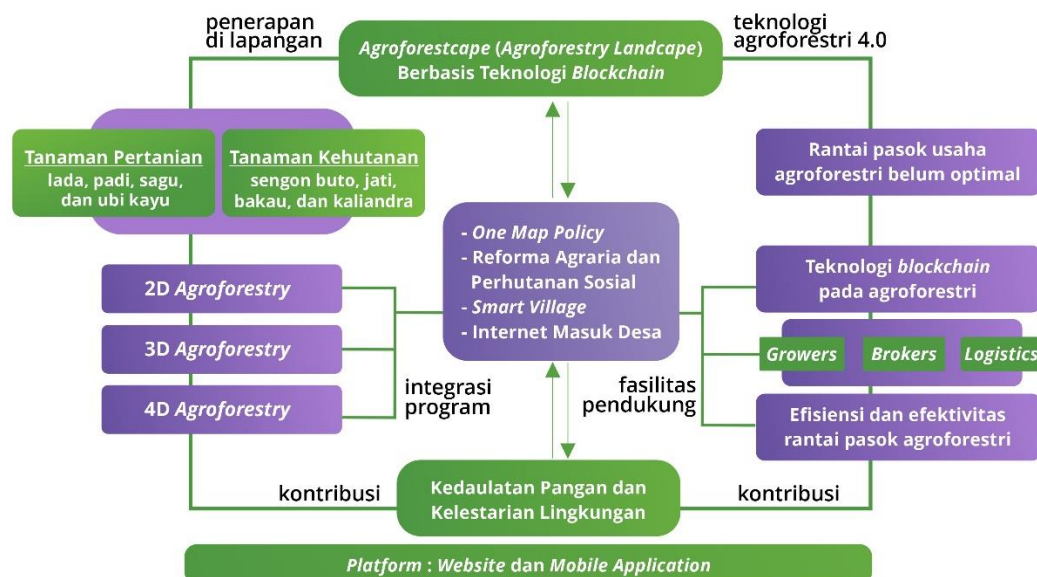 penerapan
di lapangan
Agroforestcape (Agroforestry Landcape)
Berbasis Teknologi Blockchain
teknologi
agroforestri 4.0
Tanaman Pertanian
lada, padi, sagu,
dan ubi kayu
Tanaman Kehutanan
sengon buto, jati,
bakau, dan kaliandra
Rantai pasok usaha
agroforestri belum optimal
- One Map Policy
- Reforma Agraria dan
Perhutanan Sosial
- Smart Village
- Internet Masuk Desa
2D Agroforestry
3D Agroforestry
4D Agroforestry
integrasi
program
fasilitas
pendukung
Teknologi blockchain
pada agroforestri
Growers
Brokers
Logistics
Efisiensi dan efektivitas
rantai pasok agroforestri
kontribusi
Kedaulatan Pangan dan
Kelestarian Lingkungan
kontribusi
Platform : Website dan Mobile Application